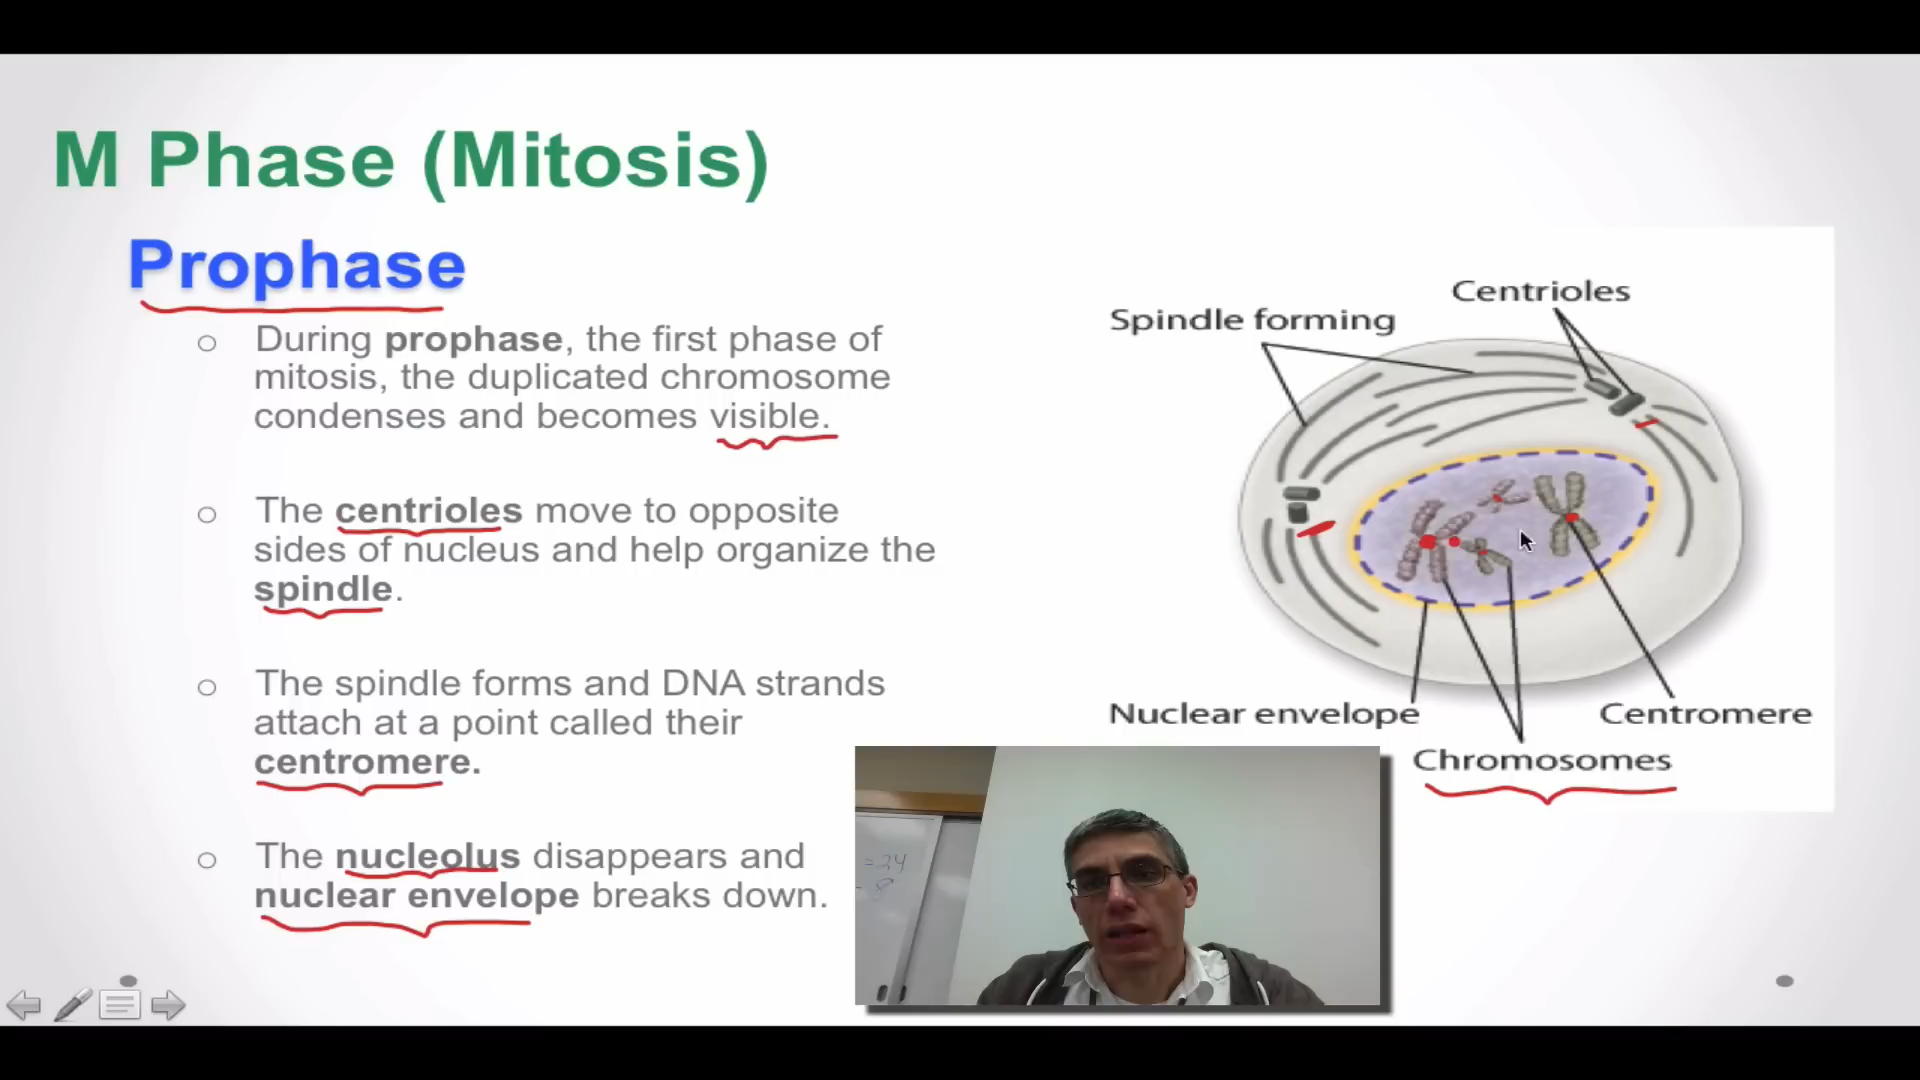 M Phase (Mitosis)
Prophase
During prophase, the first phase of
mitosis, the duplicated chromosome
condenses and becomes visible.
The centrioles move to opposite
sides of nucleus and help organize the
spindle.
The spindle forms and DNA strands
attach at a point called their
centromere.
The nucleolus disappears and
nuclear envelope breaks down.
Centrioles
Spindle forming
Nuclear envelope
Centromere
Chromosomes
=24
- 8